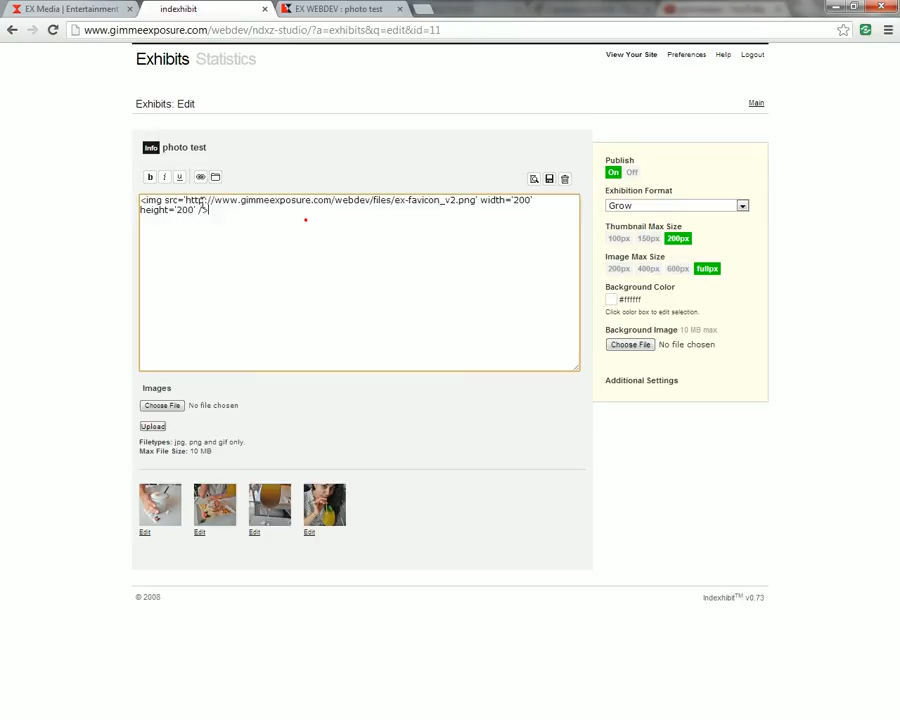 EX Media | Entertainment
indexhibit
EX WEBDEV : photo test
www.gimmeexposure.com/webdev/ndxz-studio/?a=exhibits&q=edit&id=11
Exhibits Statistics
View Your Site Preferences Help Logout
Exhibits: Edit
Main
Info photo test
b i u
<img src='http://www.gimmeexposure.com/webdev/files/ex-favicon_v2.png' width='200'
height='200' />
Images
Choose File No file chosen
Upload
Filetypes: jpg, png and gif only.
Max File Size: 10 MB
Edit Edit Edit Edit
Publish
On Off
Exhibition Format
Grow
Thumbnail Max Size
100px 150px 200px
Image Max Size
200px 400px 600px fullpx
Background Color
#ffffff
Click color box to edit selection.
Background Image 10 MB max
Choose File No file chosen
Additional Settings
© 2008
Indexhibit™ v0.73